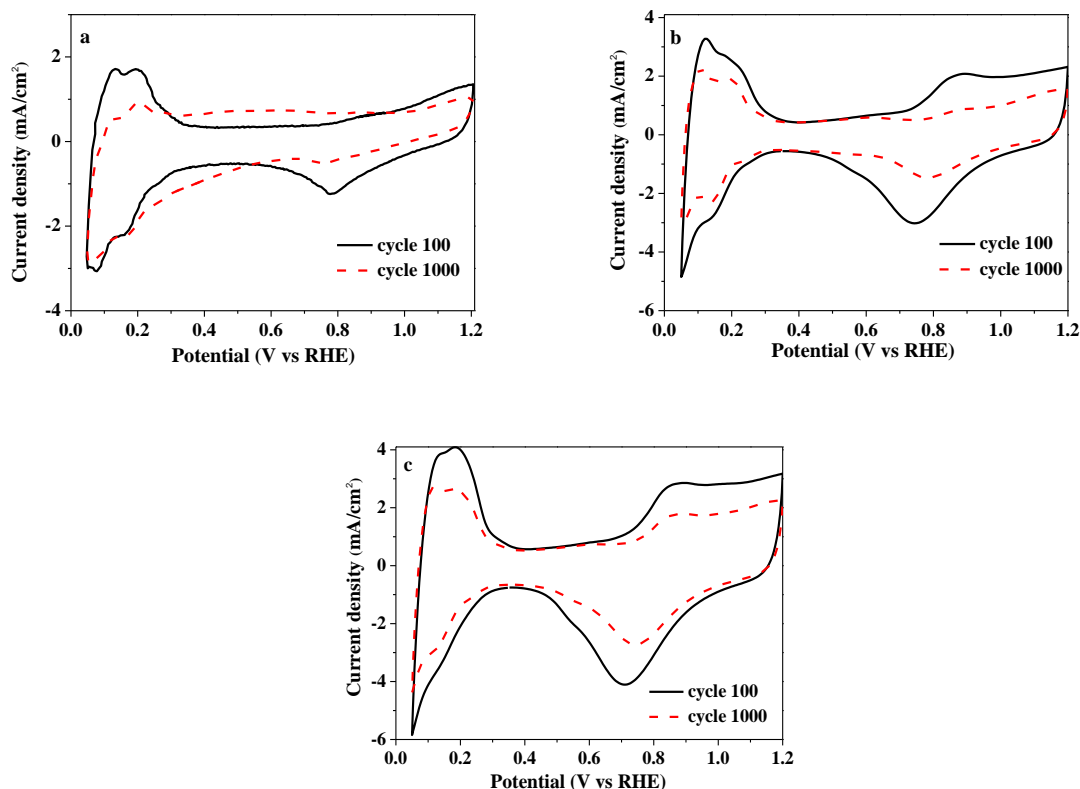 a
2
0
-2
-4
0.0 0.2 0.4 0.6 0.8 1.0 1.2
Current density (mA/cm²)
Potential (V vs RHE)
cycle 100
cycle 1000
b
4
2
0
-2
-4
-6
0.0 0.2 0.4 0.6 0.8 1.0 1.2
Current density (mA/cm²)
Potential (V vs RHE)
cycle 100
cycle 1000
c
4
2
0
-2
-4
-6
0.0 0.2 0.4 0.6 0.8 1.0 1.2
Current density (mA/cm²)
Potential (V vs RHE)
cycle 100
cycle 1000